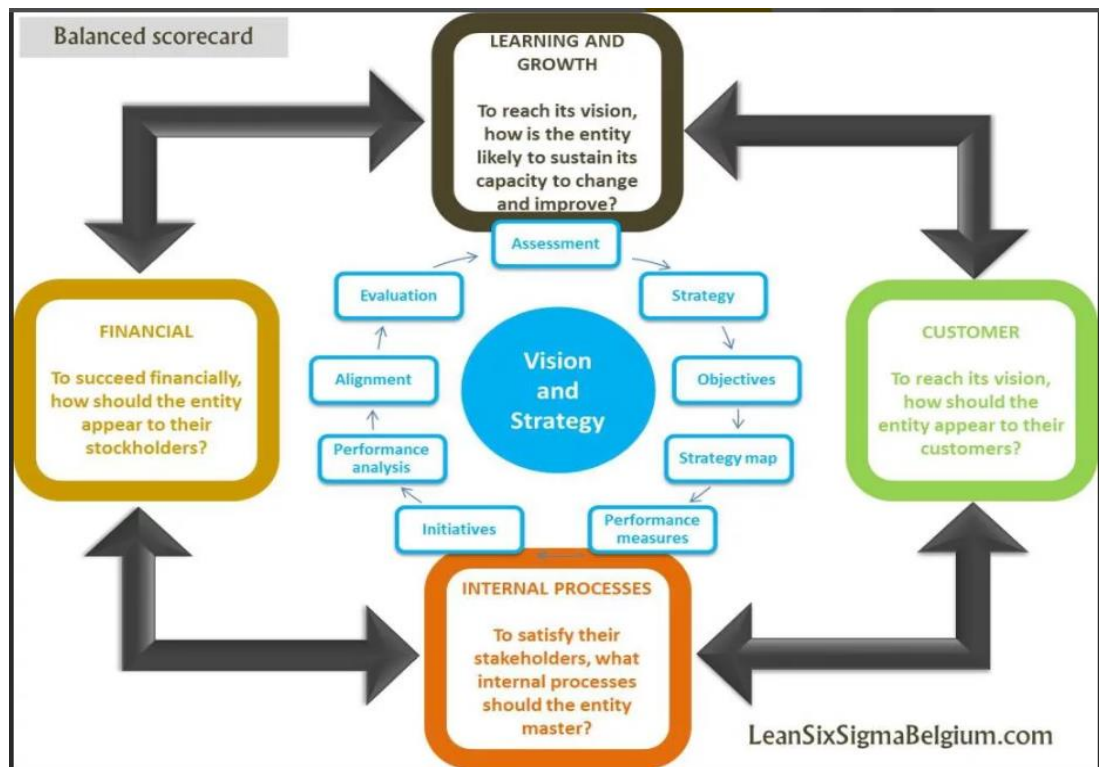 Balanced scorecard
LEARNING AND
GROWTH
To reach its vision,
how is the entity
likely to sustain its
capacity to change
and improve?
Assessment
Evaluation
Strategy
FINANCIAL
To succeed financially,
how should the entity
appear to their
stockholders?
Alignment
Vision
and
Strategy
Objectives
CUSTOMER
To reach its vision,
how should the
entity appear to their
customers?
Performance
analysis
Strategy map
Initiatives
Performance
measures
INTERNAL PROCESSES
To satisfy their
stakeholders, what
internal processes
should the entity
master?
LeanSixSigmaBelgium.com